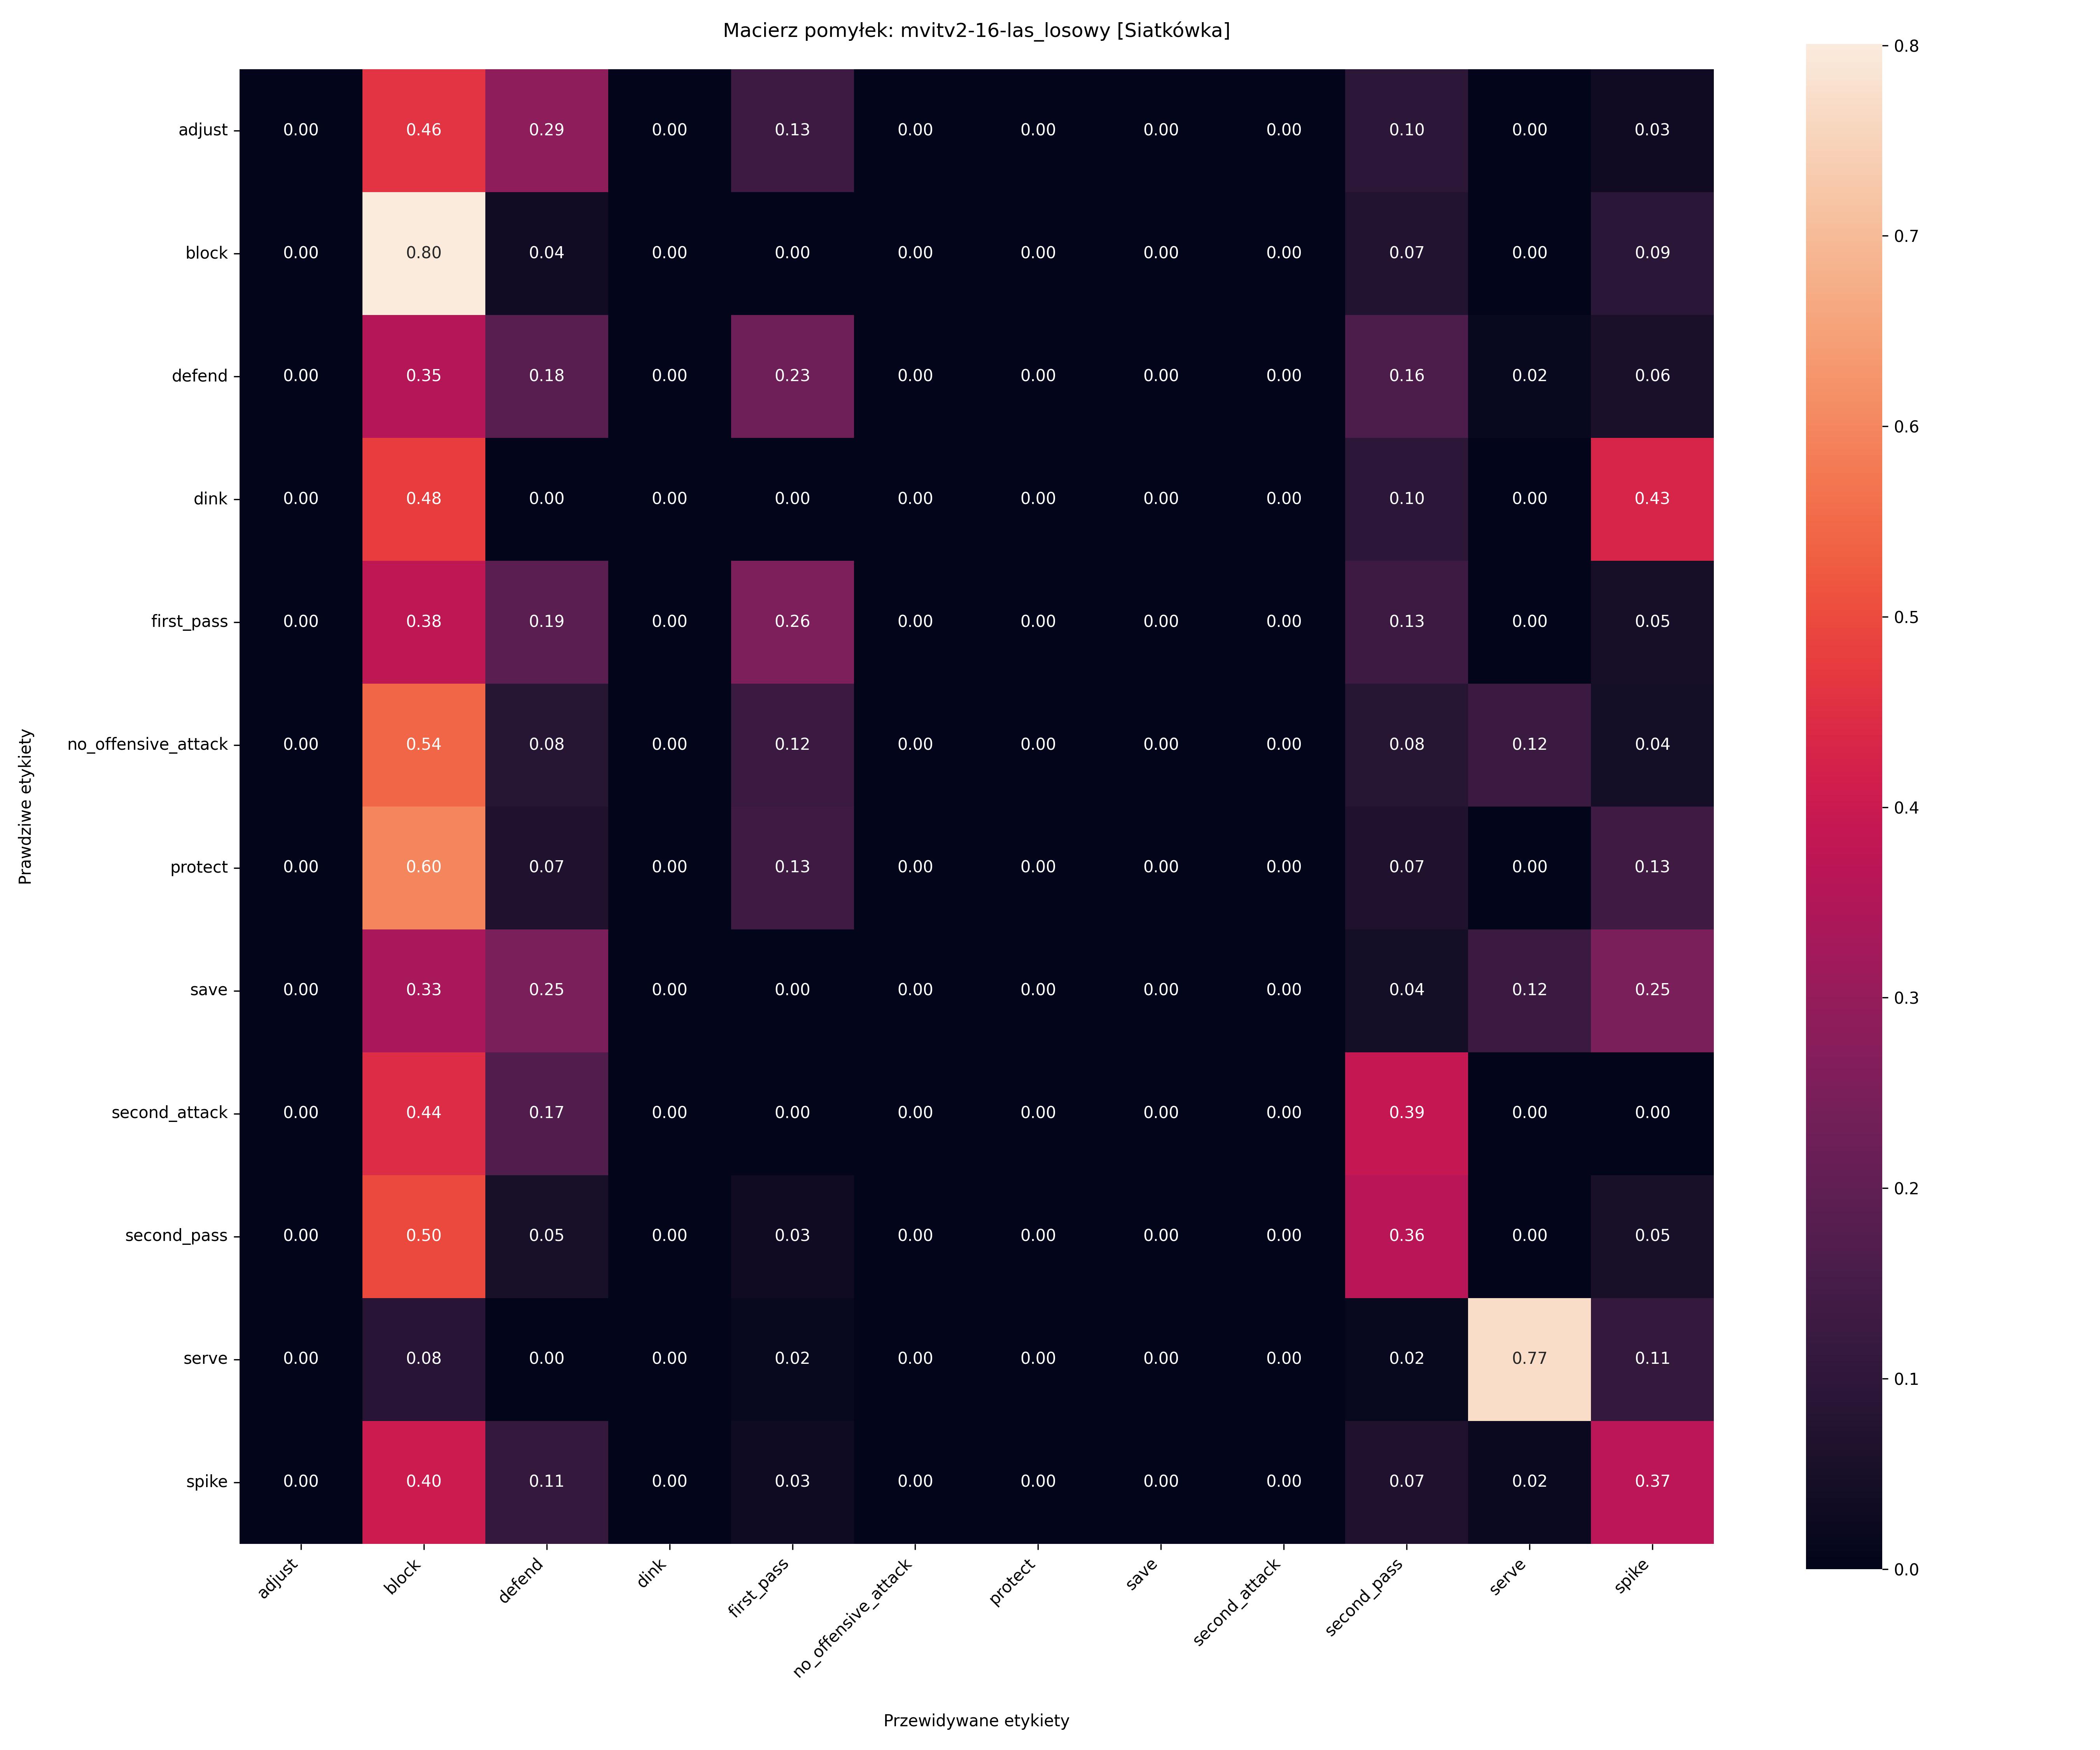 Macierz pomyłek: mvitv2-16-las_losowy [Siatkówka]
adjust 0.00 0.46 0.29 0.00 0.13 0.00 0.00 0.00 0.00 0.10 0.00 0.03
block 0.00 0.80 0.04 0.00 0.00 0.00 0.00 0.00 0.00 0.07 0.00 0.09
defend 0.00 0.35 0.18 0.00 0.23 0.00 0.00 0.00 0.00 0.16 0.02 0.06
dink 0.00 0.48 0.00 0.00 0.00 0.00 0.00 0.00 0.00 0.10 0.00 0.43
first_pass 0.00 0.38 0.19 0.00 0.26 0.00 0.00 0.00 0.00 0.13 0.00 0.05
no_offensive_attack 0.00 0.54 0.08 0.00 0.12 0.00 0.00 0.00 0.00 0.08 0.12 0.04
protect 0.00 0.60 0.07 0.00 0.13 0.00 0.00 0.00 0.00 0.07 0.00 0.13
save 0.00 0.33 0.25 0.00 0.00 0.00 0.00 0.00 0.00 0.04 0.12 0.25
second_attack 0.00 0.44 0.17 0.00 0.00 0.00 0.00 0.00 0.00 0.39 0.00 0.00
second_pass 0.00 0.50 0.05 0.00 0.03 0.00 0.00 0.00 0.00 0.36 0.00 0.05
serve 0.00 0.08 0.00 0.00 0.02 0.00 0.00 0.00 0.00 0.02 0.77 0.11
spike 0.00 0.40 0.11 0.00 0.03 0.00 0.00 0.00 0.00 0.07 0.02 0.37
adjust block defend dink first_pass no_offensive_attack protect save second_attack second_pass serve spike
Przewidywane etykiety
Prawdziwe etykiety
0.8
0.7
0.6
0.5
0.4
0.3
0.2
0.1
0.0